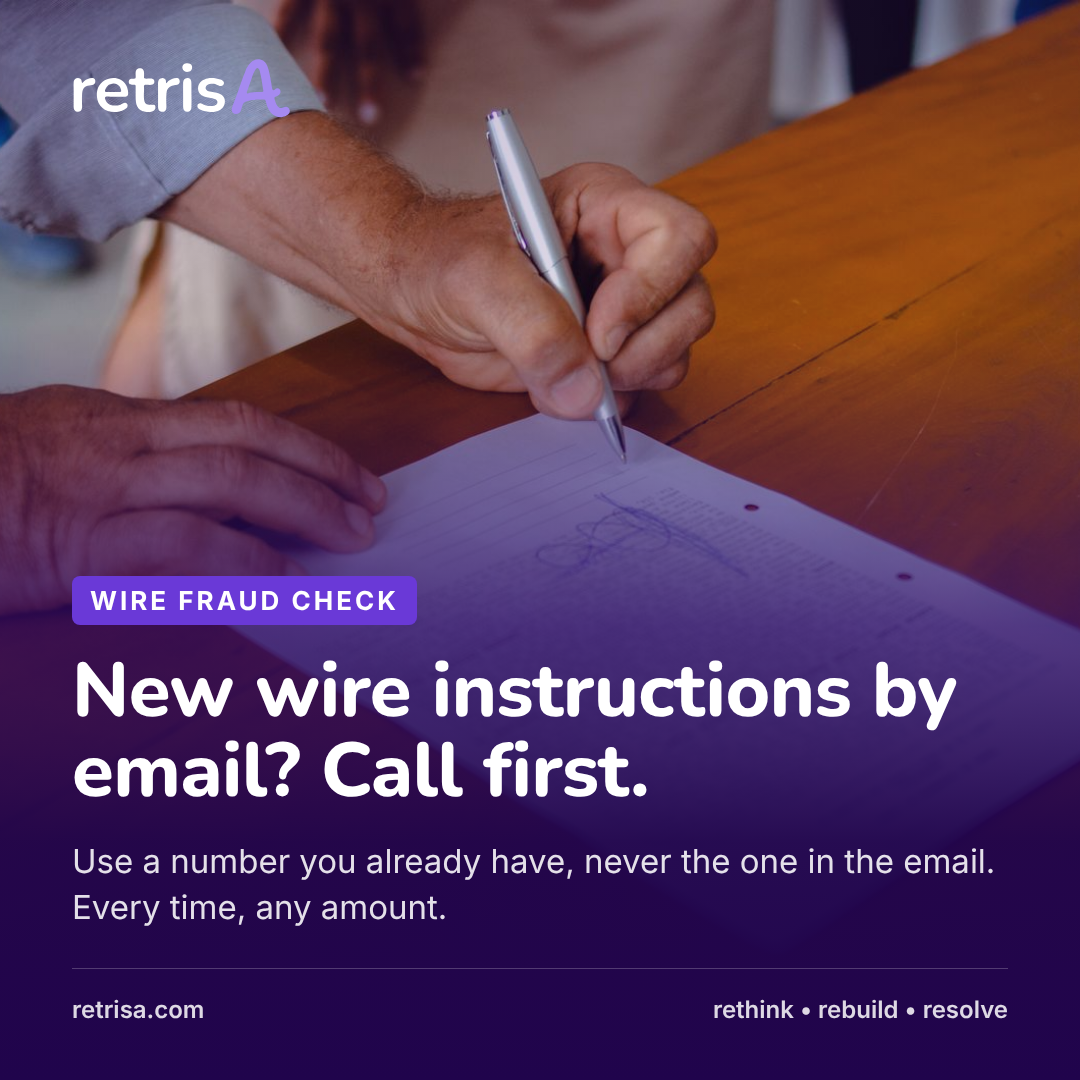 retrisA
WIRE FRAUD CHECK
New wire instructions by
email? Call first.
Use a number you already have, never the one in the email.
Every time, any amount.
retrisa.com
rethink • rebuild • resolve